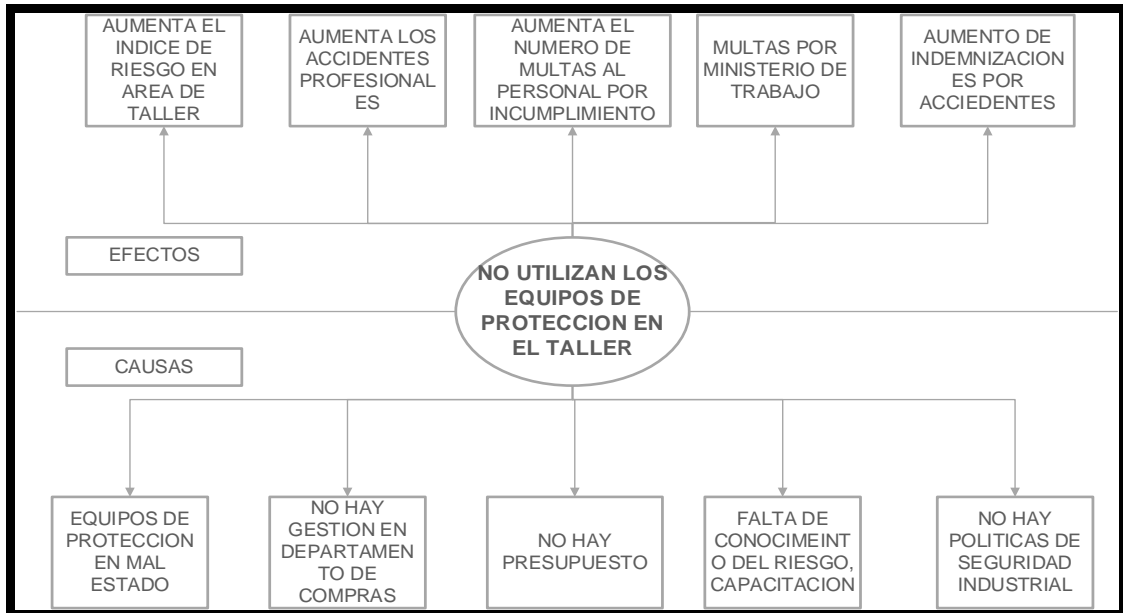 AUMENTA EL
INDICE DE
RIESGO EN
AREA DE
TALLER
AUMENTA LOS
ACCIDENTES
PROFESIONAL
ES
AUMENTA EL
NUMERO DE
MULTAS AL
PERSONAL POR
INCUMPLIMIENTO
MULTAS POR
MINISTERIO DE
TRABAJO
AUMENTO DE
INDEMNIZACION
ES POR
ACCIEDENTES
EFECTOS
NO UTILIZAN LOS
EQUIPOS DE
PROTECCION EN
EL TALLER
CAUSAS
EQUIPOS DE
PROTECCION
EN MAL
ESTADO
NO HAY
GESTION EN
DEPARTAMEN
TO DE
COMPRAS
NO HAY
PRESUPUESTO
FALTA DE
CONOCIMEINT
O DEL RIESGO,
CAPACITACION
NO HAY
POLITICAS DE
SEGURIDAD
INDUSTRIAL